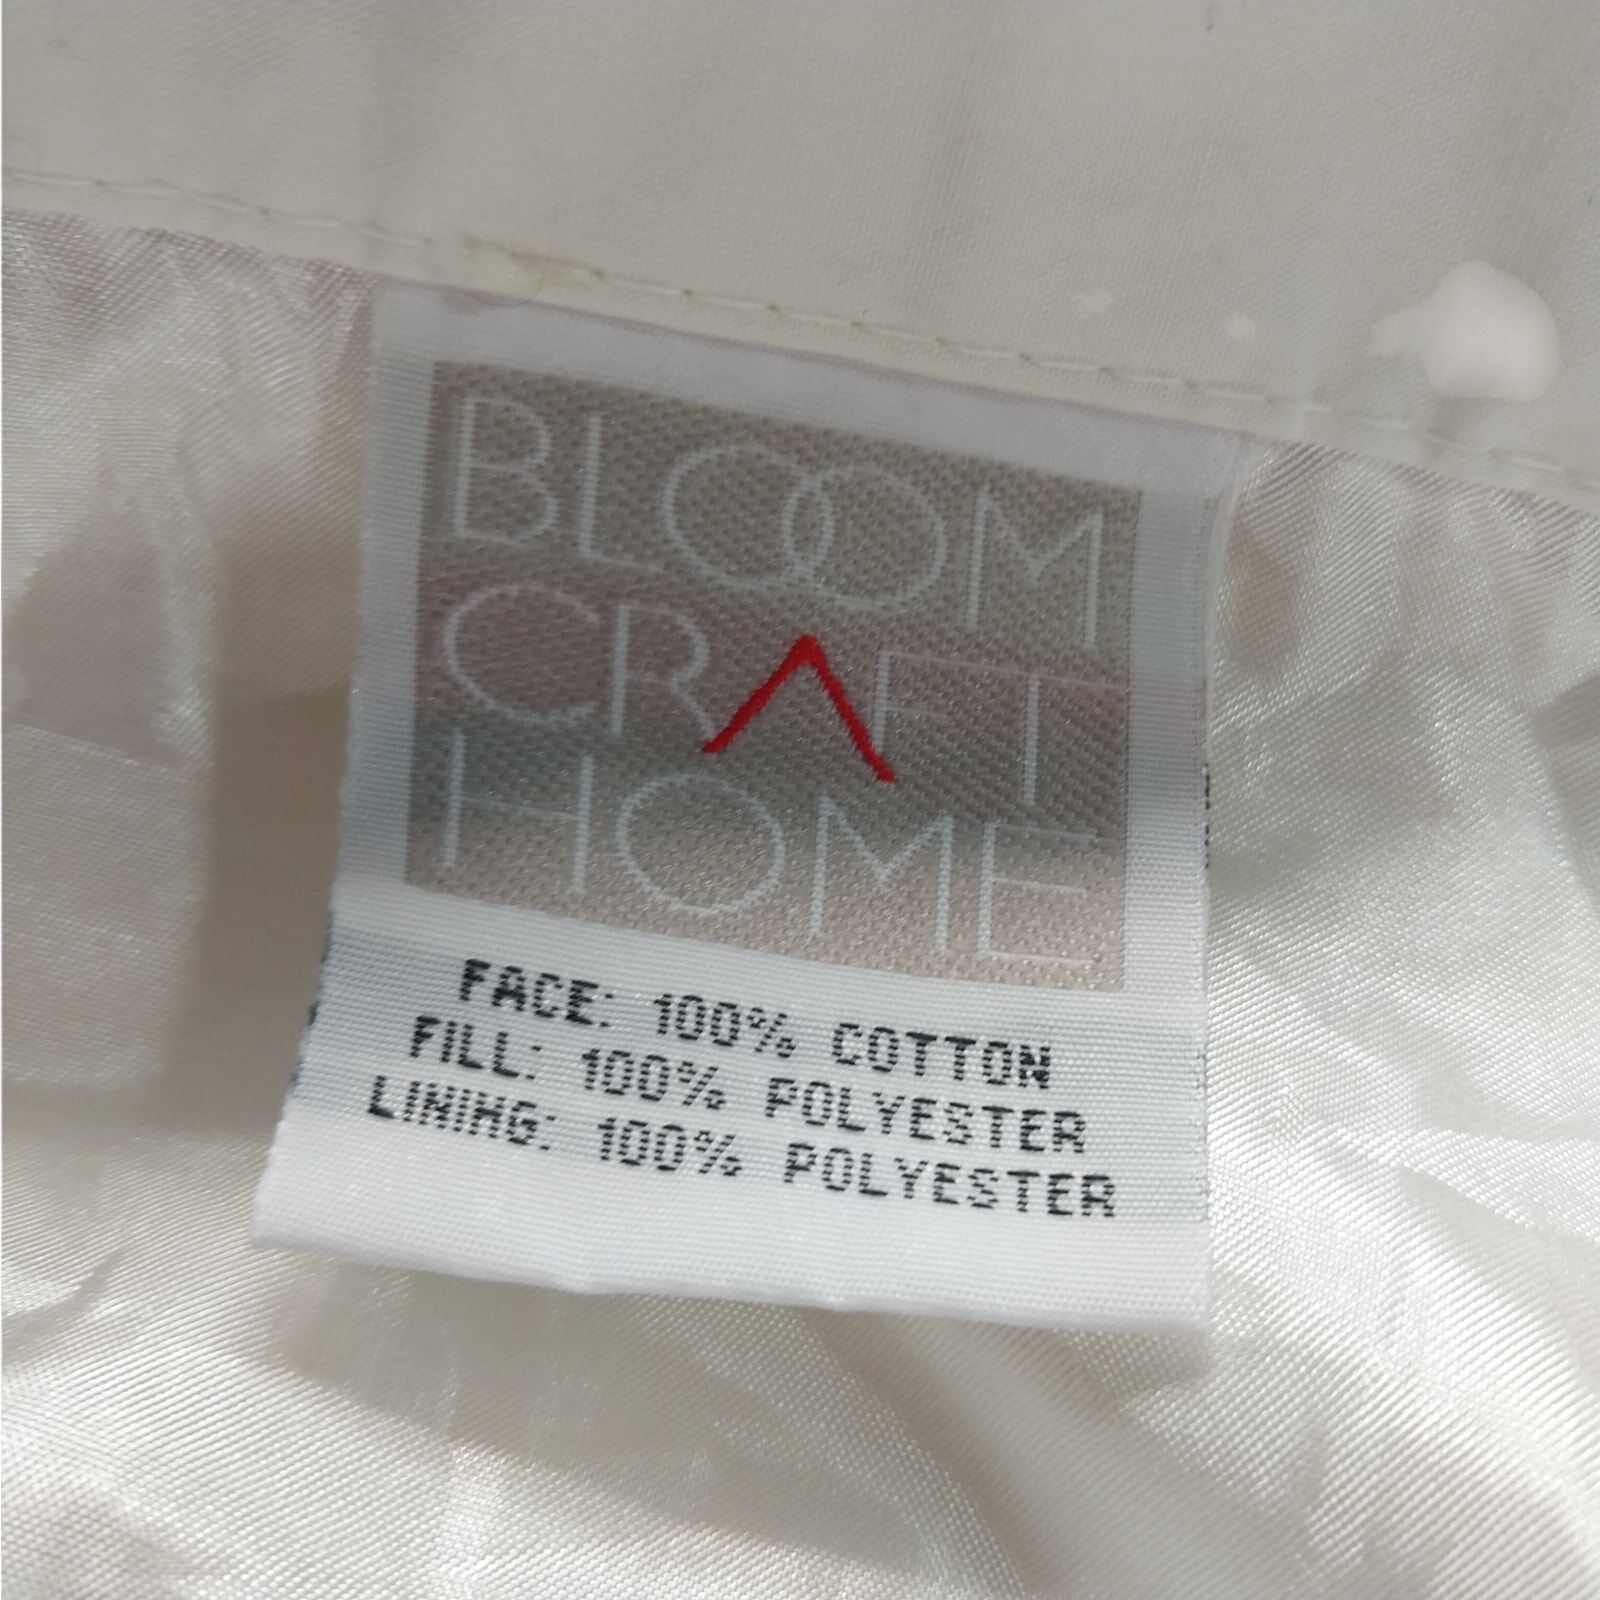 BLOOM
CRAFT
HOME
FACE: 100% COTTON
FILL: 100% POLYESTER
LINING: 100% POLYESTER